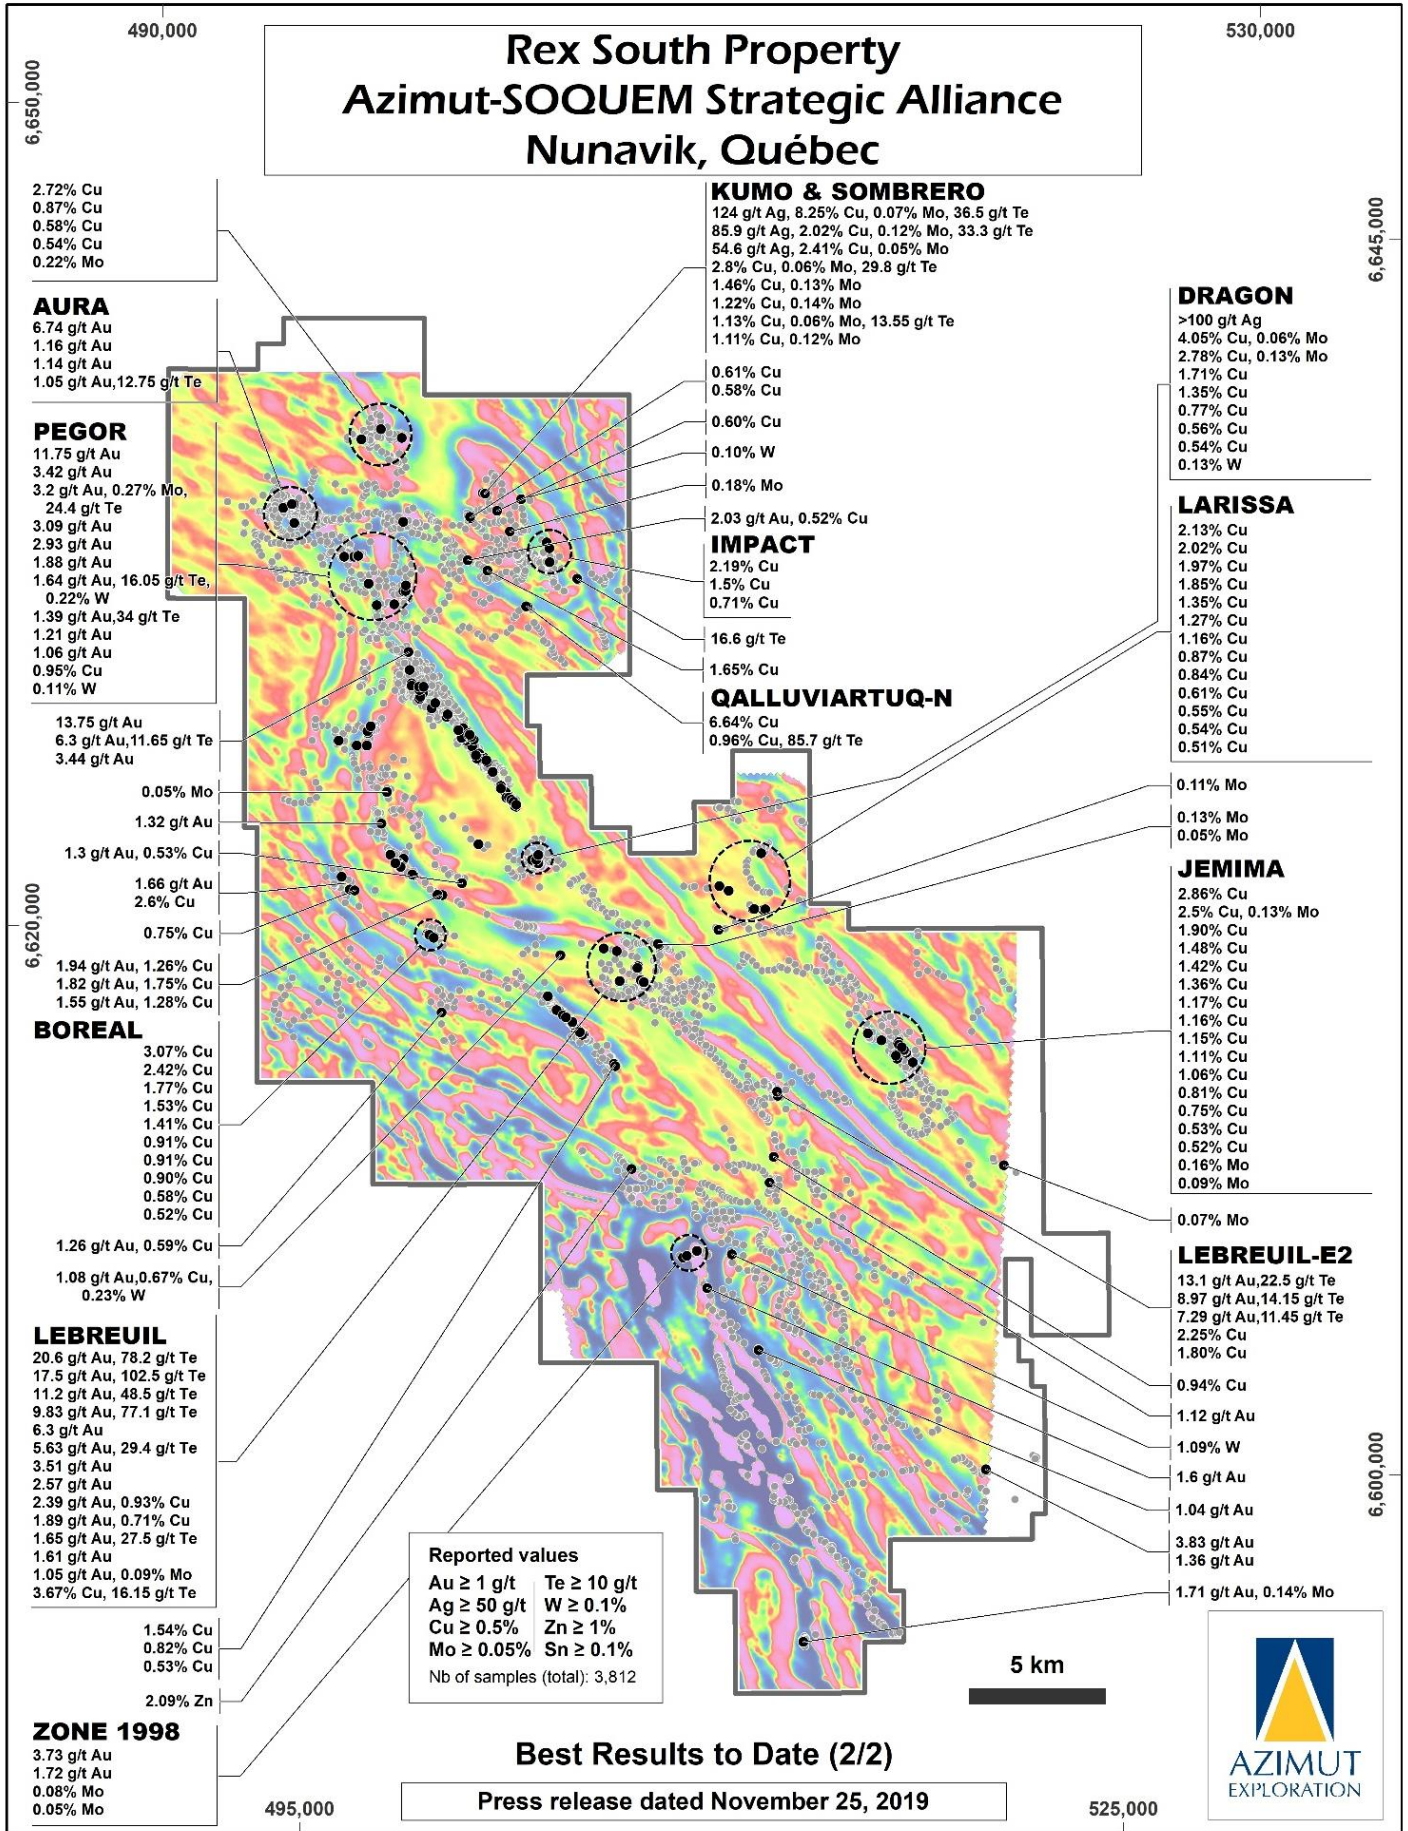 490,000
530,000
6,650,000
Rex South Property
Azimut-SOQUEM Strategic Alliance
Nunavik, Québec
6,645,000
2.72% Cu
0.87% Cu
0.58% Cu
0.54% Cu
0.22% Mo
AURA
6.74 g/t Au
1.16 g/t Au
1.14 g/t Au
1.05 g/t Au,12.75 g/t Te
PEGOR
11.75 g/t Au
3.42 g/t Au
3.2 g/t Au, 0.27% Mo,
24.4 g/t Te
3.09 g/t Au
2.93 g/t Au
1.88 g/t Au
1.64 g/t Au, 16.05 g/t Te,
0.22% W
1.39 g/t Au,34 g/t Te
1.21 g/t Au
1.06 g/t Au
0.95% Cu
0.11% W
13.75 g/t Au
6.3 g/t Au,11.65 g/t Te
3.44 g/t Au
0.05% Mo
1.32 g/t Au
1.3 g/t Au, 0.53% Cu
1.66 g/t Au
2.6% Cu
0.75% Cu
6,620,000
1.94 g/t Au, 1.26% Cu
1.82 g/t Au, 1.75% Cu
1.55 g/t Au, 1.28% Cu
BOREAL
3.07% Cu
2.42% Cu
1.77% Cu
1.53% Cu
1.41% Cu
0.91% Cu
0.91% Cu
0.90% Cu
0.58% Cu
0.52% Cu
1.26 g/t Au, 0.59% Cu
1.08 g/t Au,0.67% Cu,
0.23% W
LEBREUIL
20.6 g/t Au, 78.2 g/t Te
17.5 g/t Au, 102.5 g/t Te
11.2 g/t Au, 48.5 g/t Te
9.83 g/t Au, 77.1 g/t Te
6.3 g/t Au
5.63 g/t Au, 29.4 g/t Te
3.51 g/t Au
2.57 g/t Au
2.39 g/t Au, 0.93% Cu
1.89 g/t Au, 0.71% Cu
1.65 g/t Au, 27.5 g/t Te
1.61 g/t Au
1.05 g/t Au, 0.09% Mo
3.67% Cu, 16.15 g/t Te
1.54% Cu
0.82% Cu
0.53% Cu
2.09% Zn
ZONE 1998
3.73 g/t Au
1.72 g/t Au
0.08% Mo
0.05% Mo
KUMO & SOMBRERO
124 g/t Ag, 8.25% Cu, 0.07% Mo, 36.5 g/t Te
85.9 g/t Ag, 2.02% Cu, 0.12% Mo, 33.3 g/t Te
54.6 g/t Ag, 2.41% Cu, 0.05% Mo
2.8% Cu, 0.06% Mo, 29.8 g/t Te
1.46% Cu, 0.13% Mo
1.22% Cu, 0.14% Mo
1.13% Cu, 0.06% Mo, 13.55 g/t Te
1.11% Cu, 0.12% Mo
0.61% Cu
0.58% Cu
0.60% Cu
0.10% W
0.18% Mo
2.03 g/t Au, 0.52% Cu
IMPACT
2.19% Cu
1.5% Cu
0.71% Cu
16.6 g/t Te
1.65% Cu
QALLUVIARTUQ-N
6.64% Cu
0.96% Cu, 85.7 g/t Te
DRAGON
>100 g/t Ag
4.05% Cu, 0.06% Mo
2.78% Cu, 0.13% Mo
1.71% Cu
1.35% Cu
0.77% Cu
0.56% Cu
0.54% Cu
0.13% W
LARISSA
2.13% Cu
2.02% Cu
1.97% Cu
1.85% Cu
1.35% Cu
1.27% Cu
1.16% Cu
0.87% Cu
0.84% Cu
0.61% Cu
0.55% Cu
0.54% Cu
0.51% Cu
0.11% Mo
0.13% Mo
0.05% Mo
JEMIMA
2.86% Cu
2.5% Cu, 0.13% Mo
1.90% Cu
1.48% Cu
1.42% Cu
1.36% Cu
1.17% Cu
1.16% Cu
1.15% Cu
1.11% Cu
1.06% Cu
0.81% Cu
0.75% Cu
0.53% Cu
0.52% Cu
0.16% Mo
0.09% Mo
0.07% Mo
LEBREUIL-E2
13.1 g/t Au,22.5 g/t Te
8.97 g/t Au,14.15 g/t Te
7.29 g/t Au,11.45 g/t Te
2.25% Cu
1.80% Cu
0.94% Cu
1.12 g/t Au
1.09% W
1.6 g/t Au
6,600,000
1.04 g/t Au
3.83 g/t Au
1.36 g/t Au
1.71 g/t Au, 0.14% Mo
Reported values
Au ≥ 1 g/t Te ≥ 10 g/t
Ag ≥ 50 g/t W ≥ 0.1%
Cu ≥ 0.5% Zn ≥ 1%
Mo ≥ 0.05% Sn ≥ 0.1%
Nb of samples (total): 3,812
5 km
Best Results to Date (2/2)
Press release dated November 25, 2019
495,000
525,000
AZIMUT
EXPLORATION